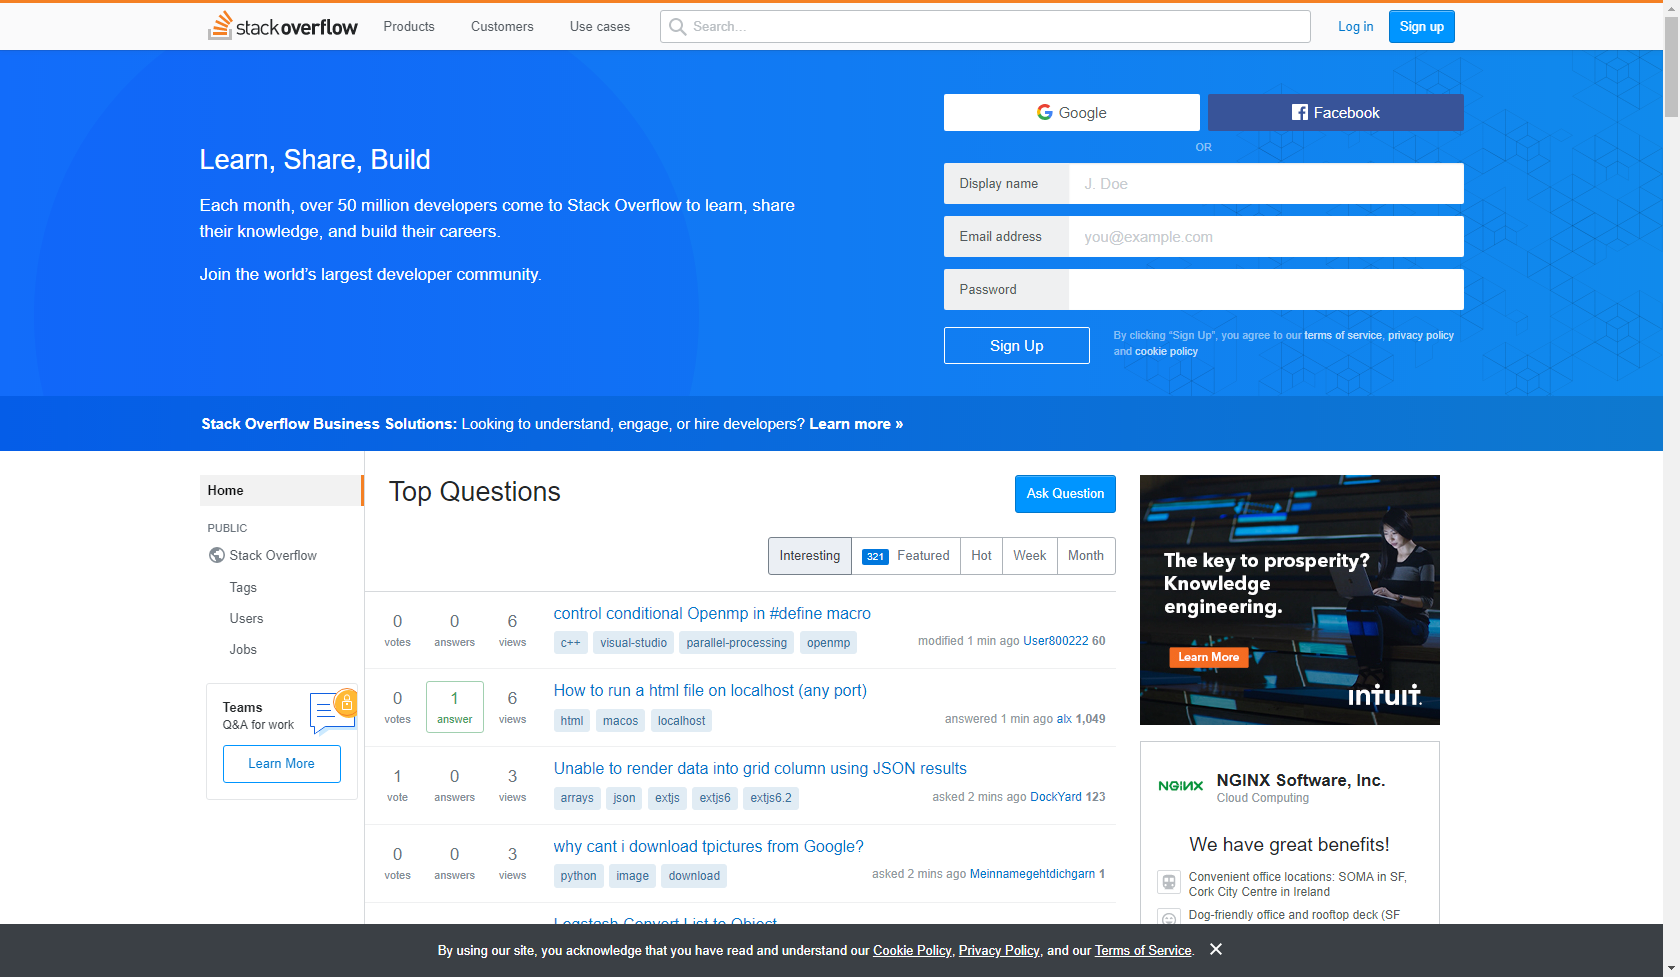 stackoverflow
Products
Customers
Use cases
Search...
Log in
Sign up
Learn, Share, Build
Each month, over 50 million developers come to Stack Overflow to learn, share
their knowledge, and build their careers.
Join the world's largest developer community.
Google
Facebook
OR
Display name
J. Doe
Email address
you@example.com
Password
Sign Up
By clicking “Sign Up”, you agree to our terms of service, privacy policy
and cookie policy
Stack Overflow Business Solutions: Looking to understand, engage, or hire developers? Learn more »
Home
PUBLIC
Stack Overflow
Tags
Users
Jobs
Teams
Q&A for work
Learn More
Top Questions
Ask Question
Interesting
321 Featured
Hot
Week
Month
0 votes
0 answers
6 views
control conditional Openmp in #define macro
c++ visual-studio parallel-processing openmp
modified 1 min ago User800222 60
0 votes
1 answer
6 views
How to run a html file on localhost (any port)
html macos localhost
answered 1 min ago alx 1,049
1 vote
0 answers
3 views
Unable to render data into grid column using JSON results
arrays json extjs extjs6 extjs6.2
asked 2 mins ago DockYard 123
0 votes
0 answers
3 views
why cant i download tpictures from Google?
python image download
asked 2 mins ago Meinnamegehtdichgarn 1
Logstash Convert List to Object
The key to prosperity?
Knowledge
engineering.
Learn More
intuit.
NGINX
NGINX Software, Inc.
Cloud Computing
We have great benefits!
Convenient office locations: SOMA in SF,
Cork City Centre in Ireland
Dog-friendly office and rooftop deck (SF
By using our site, you acknowledge that you have read and understand our Cookie Policy, Privacy Policy, and our Terms of Service.